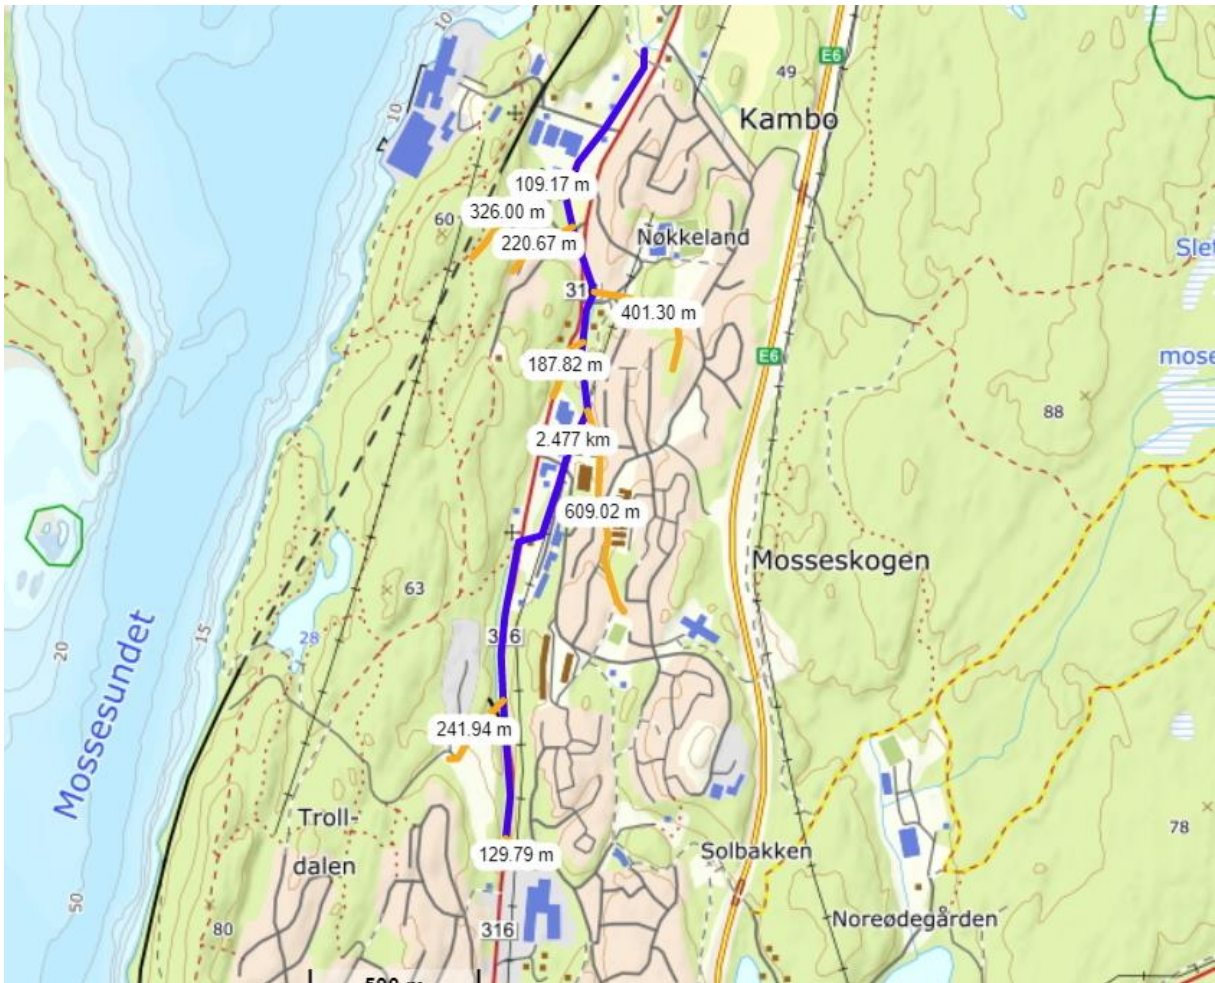 10
E6
49
Kambo
10
109.17 m
60
326.00 m
220.67 m
Nøkkeland
Slet
31
401.30 m
E6
187.82 m
mose
88
2.477 km
609.02 m
Mosseskogen
63
15
20
28
Mossesundet
241.94 m
Troll-
dalen
78
129.79 m
Solbakken
50
80
316
Noreødegården